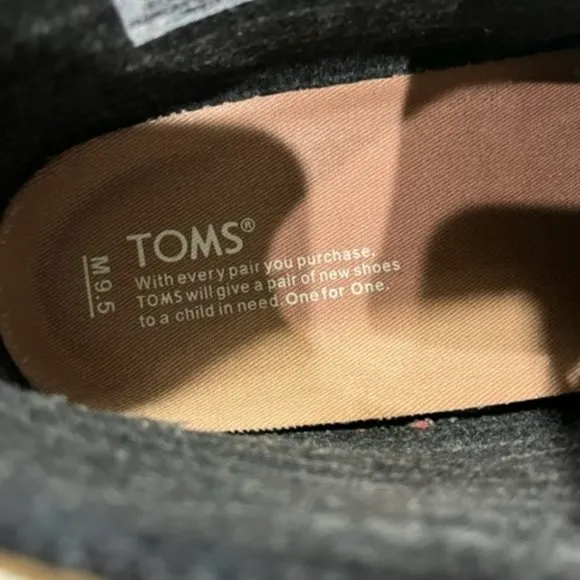 TOMS®
With every pair you purchase,
TOMS will give a pair of new shoes
to a child in need. One for One.
M 9.5